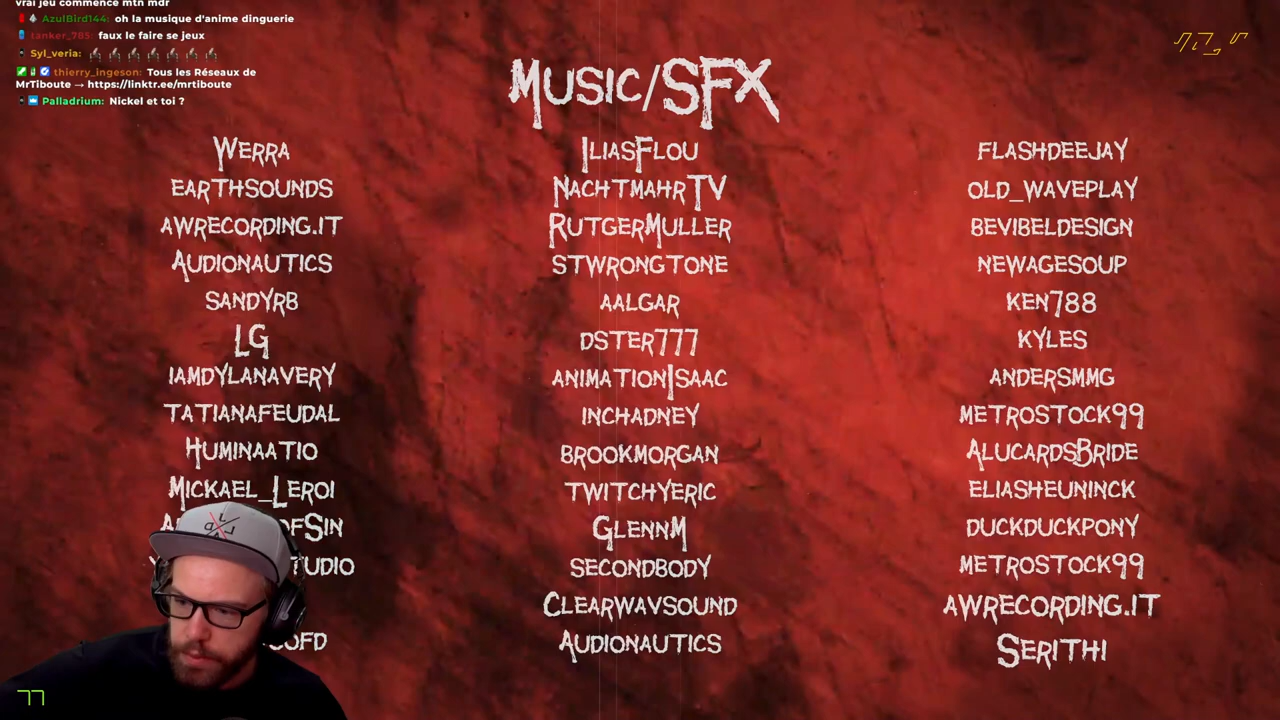 vrai jeu commence mtn mdr
AzulBird144: oh la musique d'anime dinguerie
tanker_785: faux le faire se jeux
Syl_veria:
thierry_ingeson: Tous les Réseaux de
MrTiboute → https://linktr.ee/mrtiboute
Palladrium: Nickel et toi ?
Music/SFX
Werra
earthsounds
awrecording.it
Audionautics
sandyrb
LG
iamdylanavery
tatianafeudal
Huminaatio
Mickael_Leroi
ofSin
tudio
IliasFlou
NachtmahrTV
RutgerMuller
stwrongtone
aalgar
dster777
animationIsaac
inchadney
brookmorgan
twitchyeric
GlennM
secondbody
Clearwavsound
Audionautics
flashdeejay
old_waveplay
bevibeldesign
newagesoup
ken788
kyles
andersmmg
metrostock99
AlucardsBride
eliasheuninck
duckduckpony
metrostock99
awrecording.it
Serithi